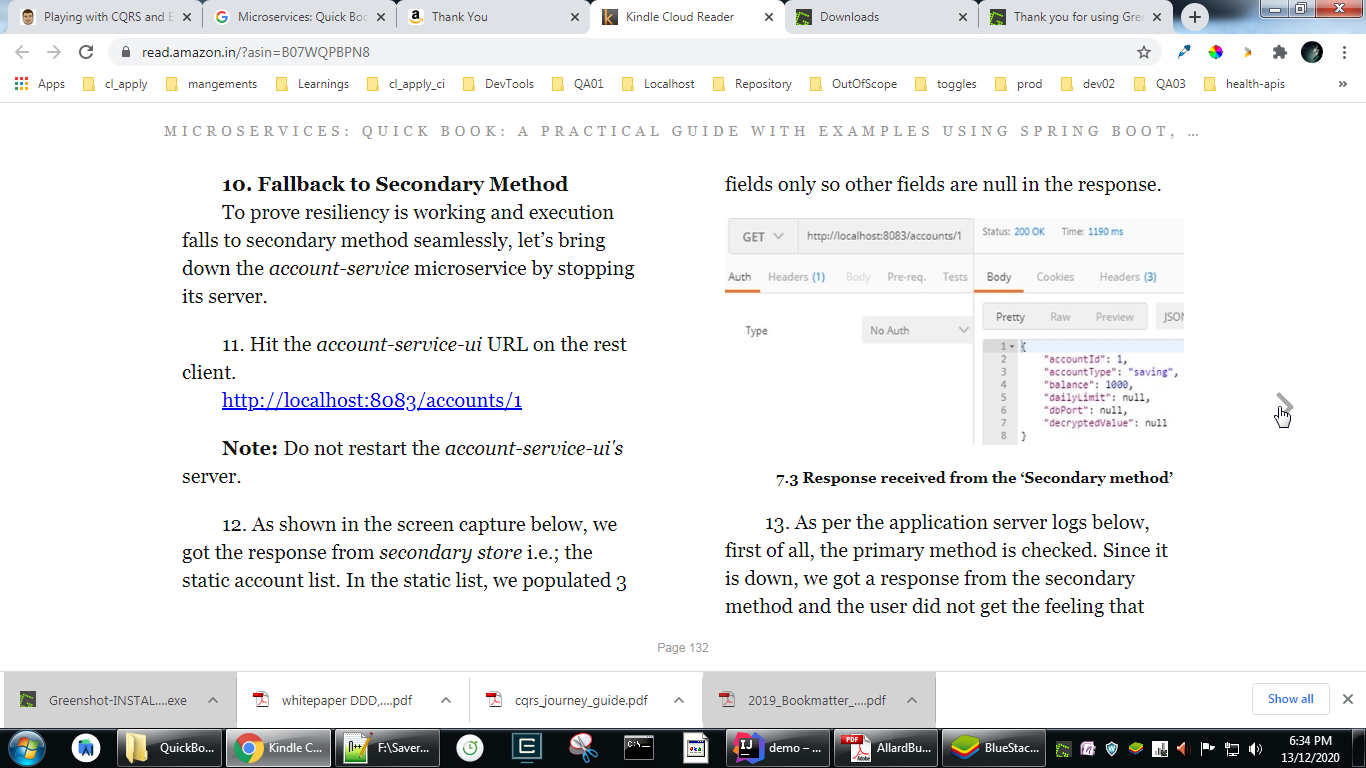 Playing with CQRS and E
Microservices: Quick Boo
Thank You
Kindle Cloud Reader
Downloads
Thank you for using Gre
read.amazon.in/?asin=B07WQPBPN8
Apps
cl_apply
mangements
Learnings
cl_apply_ci
DevTools
QA01
Localhost
Repository
OutOfScope
toggles
prod
dev02
QA03
health-apis
»
MICROSERVICES: QUICK BOOK: A PRACTICAL GUIDE WITH EXAMPLES USING SPRING BOOT, ...
10. Fallback to Secondary Method
To prove resiliency is working and execution
falls to secondary method seamlessly, let’s bring
down the account-service microservice by stopping
its server.
11. Hit the account-service-ui URL on the rest
client.
http://localhost:8083/accounts/1
Note: Do not restart the account-service-ui's
server.
12. As shown in the screen capture below, we
got the response from secondary store i.e.; the
static account list. In the static list, we populated 3
fields only so other fields are null in the response.
GET
http://localhost:8083/accounts/1
Status: 200 OK Time: 1190 ms
Auth Headers (1) Body Pre-req. Tests
Body Cookies Headers (3)
Type
No Auth
Pretty Raw Preview
JSON
1 {
2 "accountId": 1,
3 "accountType": "saving",
4 "balance": 1000,
5 "dailyLimit": null,
6 "dbPort": null,
7 "decryptedValue": null
8 }
7.3 Response received from the ‘Secondary method’
13. As per the application server logs below,
first of all, the primary method is checked. Since it
is down, we got a response from the secondary
method and the user did not get the feeling that
Page 132
Greenshot-INSTAL....exe
whitepaper DDD,....pdf
cqrs_journey_guide.pdf
2019_Bookmatter_....pdf
Show all
QuickBo...
Kindle C...
F:\Saver...
demo – ...
AllardBu...
BlueStac...
6:34 PM
13/12/2020